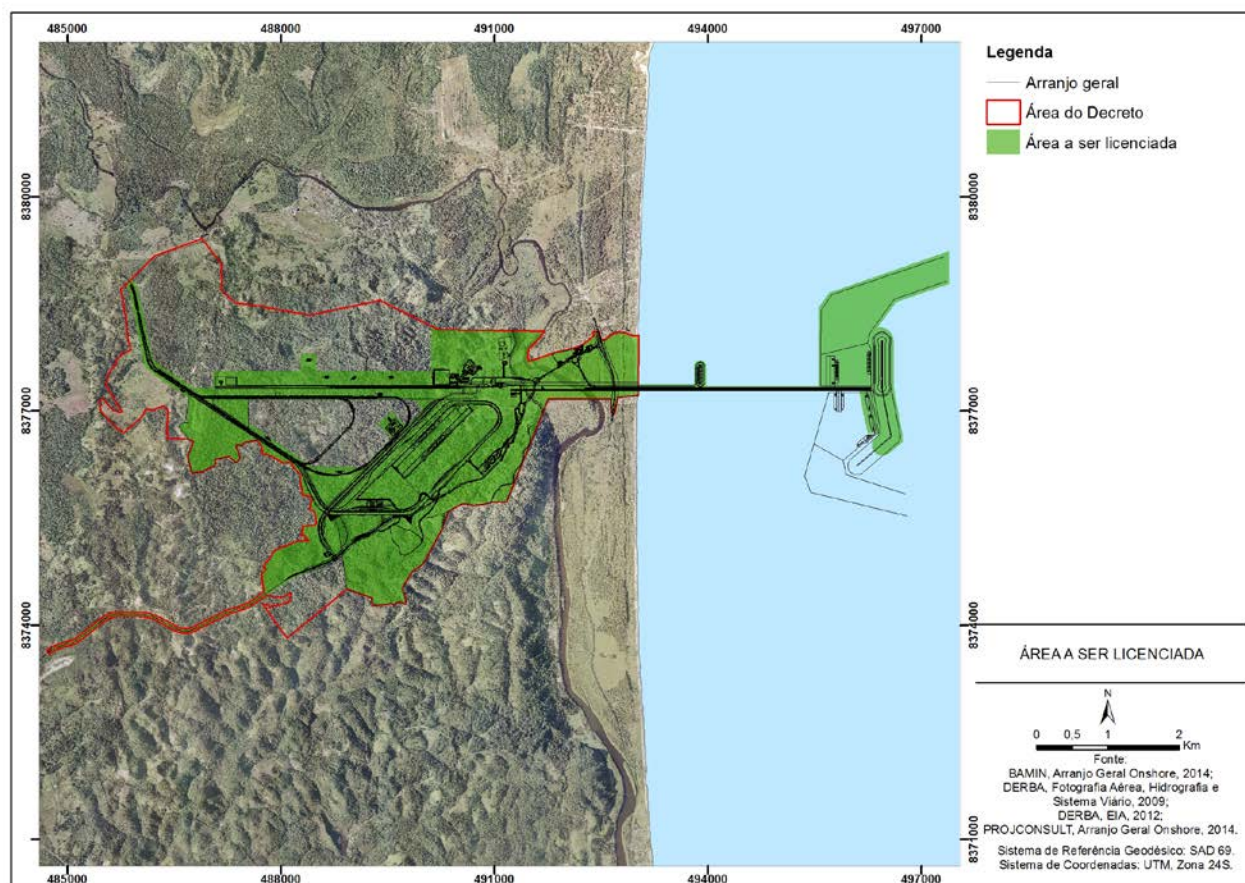 485000
488000
491000
494000
497000
Legenda
Arranjo geral
Área do Decreto
Área a ser licenciada
8380000
8380000
8377000
8377000
8374000
8374000
8371000
8371000
ÁREA A SER LICENCIADA
N
0 0,5 1 2
Km
Fonte:
BAMIN, Arranjo Geral Onshore, 2014;
DERBA, Fotografia Aérea, Hidrografia e
Sistema Viário, 2009;
DERBA, EIA, 2012;
PROJCONSULT, Arranjo Geral Onshore, 2014.
Sistema de Referência Geodésico: SAD 69.
Sistema de Coordenadas: UTM, Zona 24S.
485000
488000
491000
494000
497000